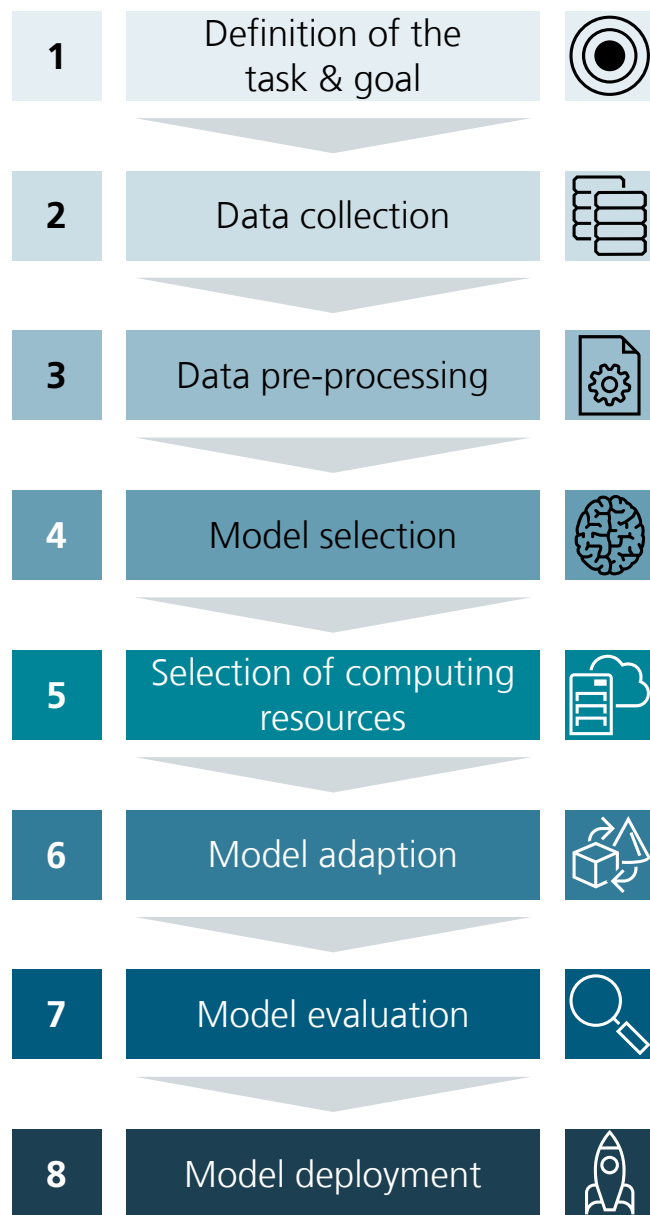 1
Definition of the
task & goal
2
Data collection
3
Data pre-processing
4
Model selection
5
Selection of computing
resources
6
Model adaption
7
Model evaluation
8
Model deployment